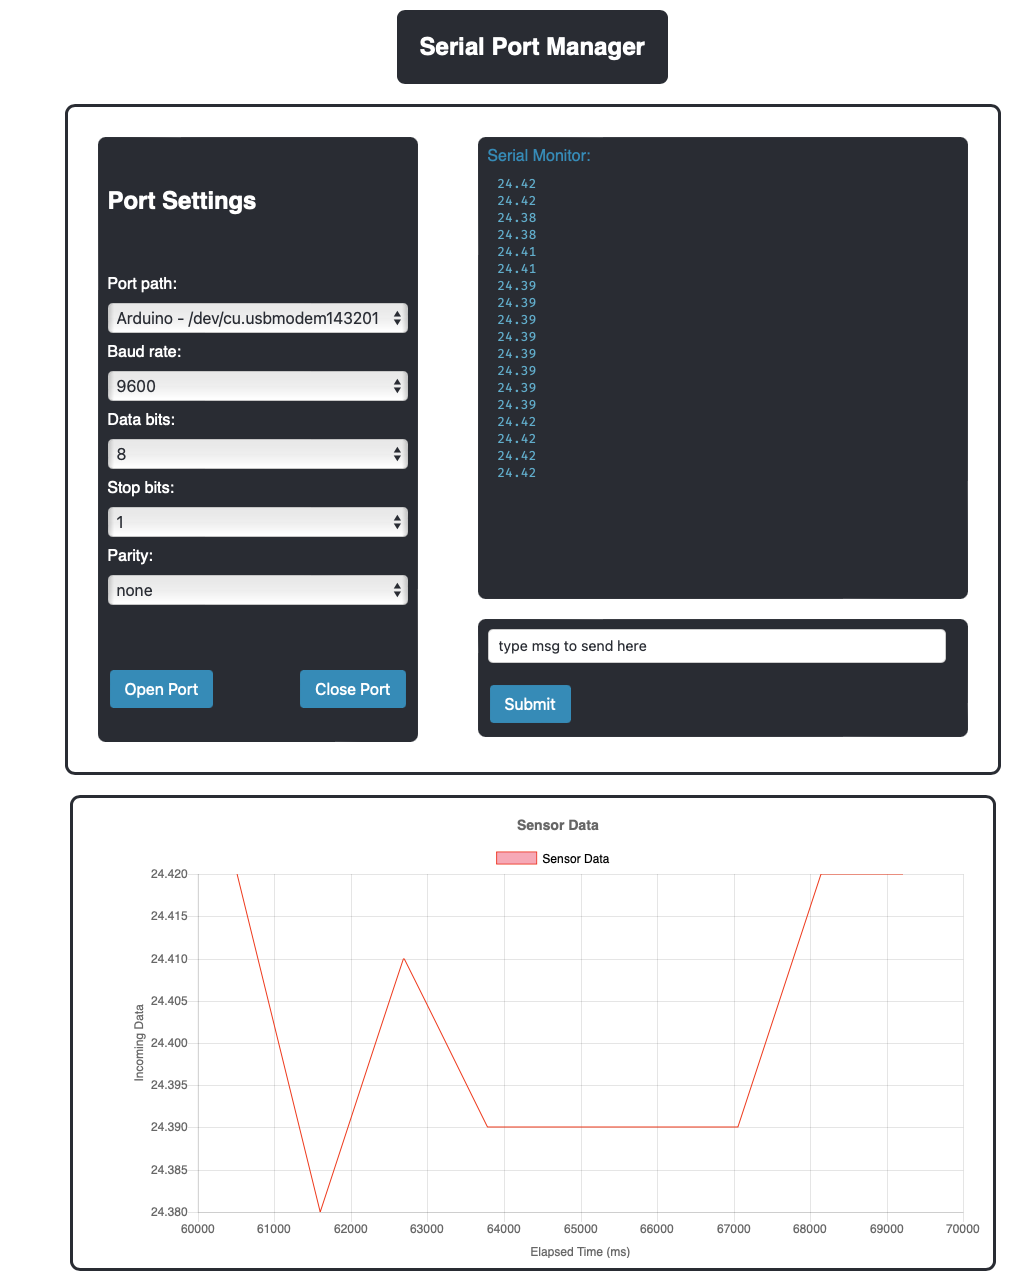 Serial Port Manager
Port Settings
Port path:
Arduino - /dev/cu.usbmodem143201
Baud rate:
9600
Data bits:
8
Stop bits:
1
Parity:
none
Open Port
Close Port
Serial Monitor:
24.42
24.42
24.38
24.38
24.41
24.41
24.39
24.39
24.39
24.39
24.39
24.39
24.39
24.39
24.42
24.42
24.42
24.42
type msg to send here
Submit
Sensor Data
Sensor Data
24.420
24.415
24.410
24.405
24.400
24.395
24.390
24.385
24.380
Incoming Data
60000 61000 62000 63000 64000 65000 66000 67000 68000 69000 70000
Elapsed Time (ms)